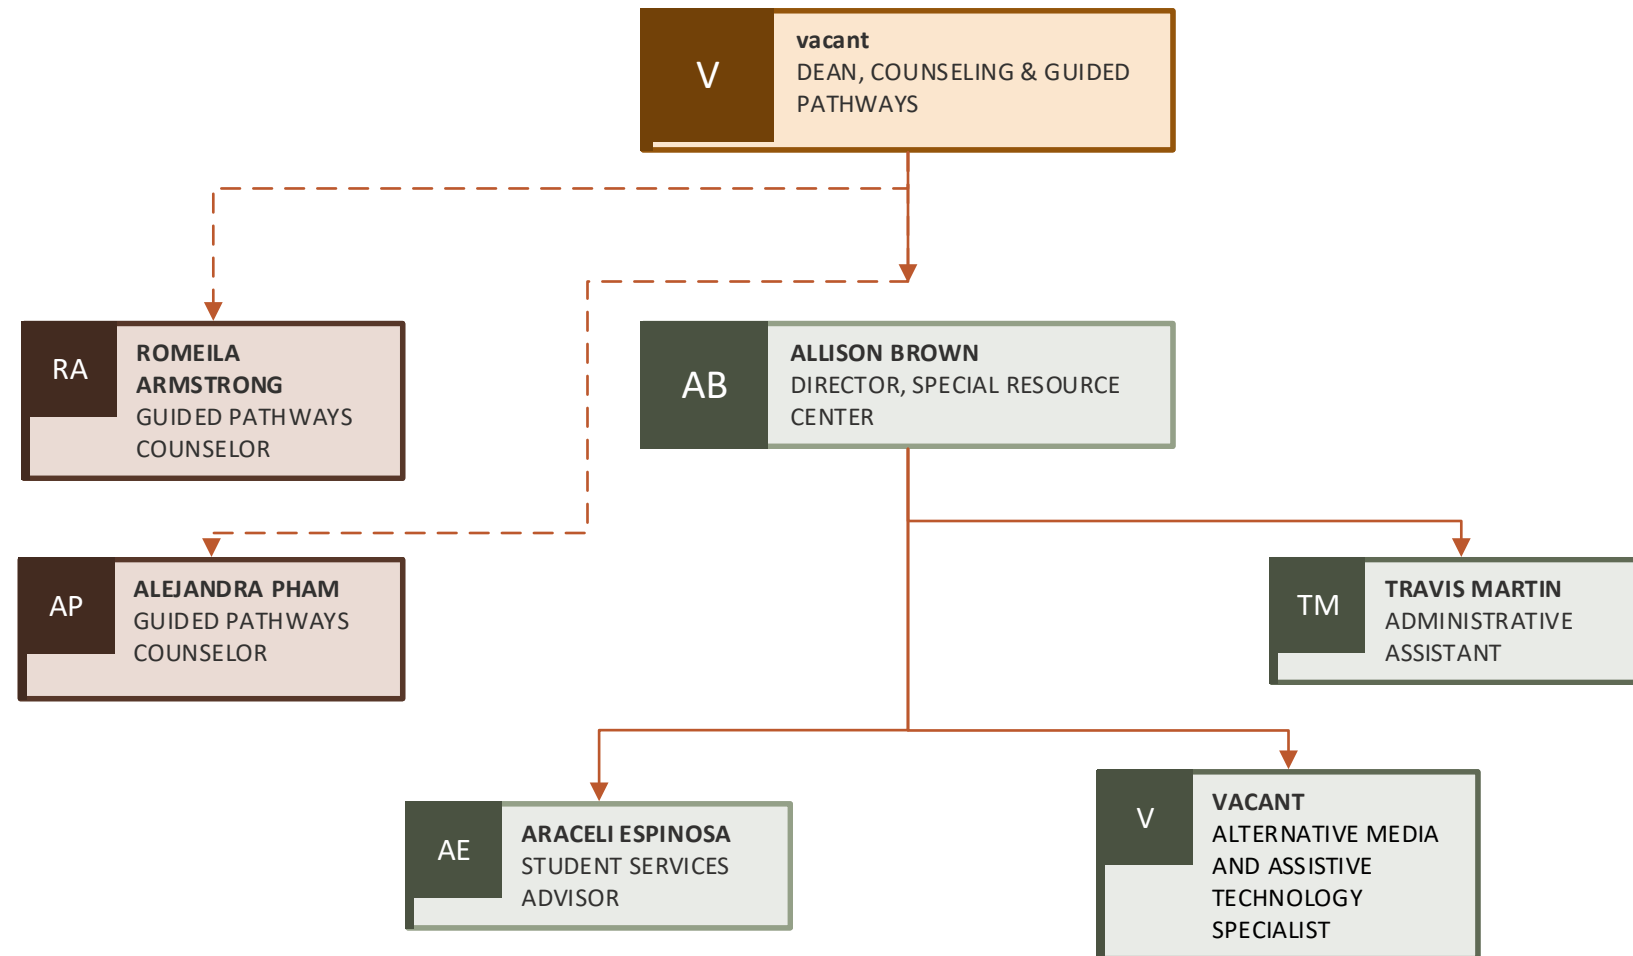 V
vacant
DEAN, COUNSELING & GUIDED
PATHWAYS
RA
ROMEILA
ARMSTRONG
GUIDED PATHWAYS
COUNSELOR
AB
ALLISON BROWN
DIRECTOR, SPECIAL RESOURCE
CENTER
AP
ALEJANDRA PHAM
GUIDED PATHWAYS
COUNSELOR
TM
TRAVIS MARTIN
ADMINISTRATIVE
ASSISTANT
AE
ARACELI ESPINOSA
STUDENT SERVICES
ADVISOR
V
VACANT
ALTERNATIVE MEDIA
AND ASSISTIVE
TECHNOLOGY
SPECIALIST